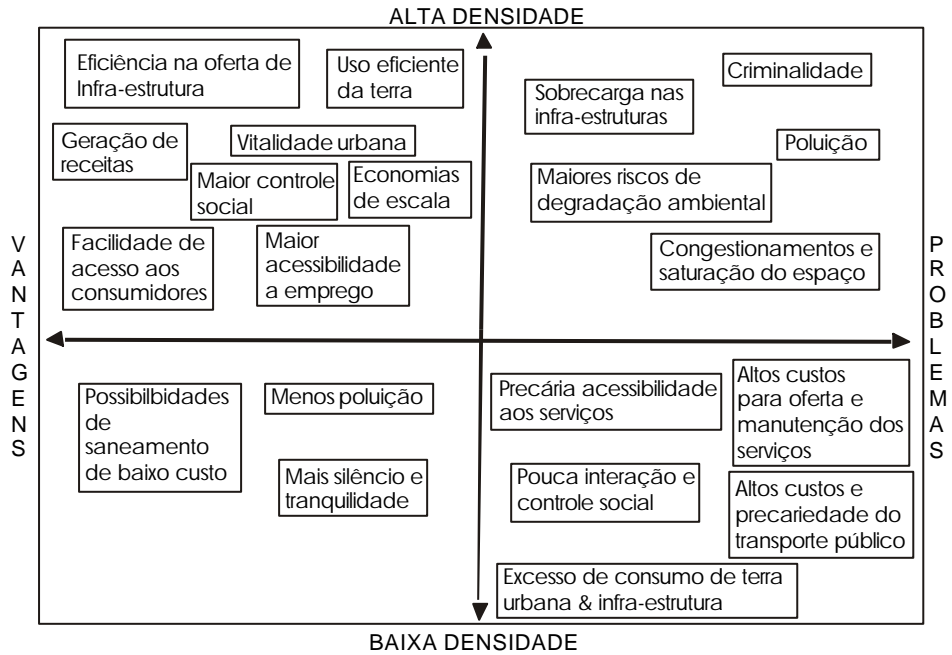 ALTA DENSIDADE
Eficiência na oferta de
Infra-estrutura
Uso eficiente
da terra
Geração de
receitas
Vitalidade urbana
Maior controle
social
Economias
de escala
Facilidade de
acesso aos
consumidores
Maior
acessibilidade
a emprego
Criminalidade
Sobrecarga nas
infra-estruturas
Poluição
Maiores riscos de
degradação ambiental
Congestionamentos e
saturação do espaço
VANTAGENS
PROBLEMAS
Possibilbidades
de
saneamento
de baixo custo
Menos poluição
Mais silêncio e
tranquilidade
Precária acessibilidade
aos serviços
Altos custos
para oferta e
manutenção dos
serviços
Pouca interação e
controle social
Altos custos e
precariedade do
transporte público
Excesso de consumo de terra
urbana & infra-estrutura
BAIXA DENSIDADE